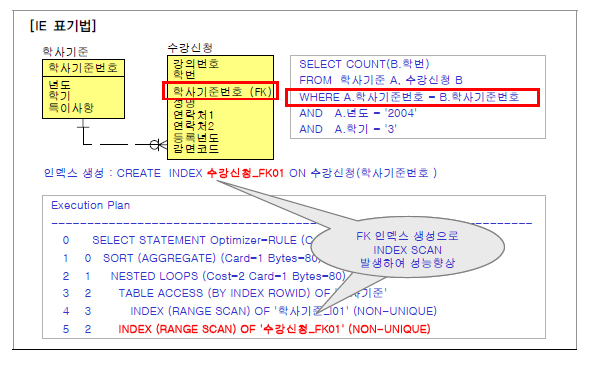 [IE 표기법]
학사기준
학사기준번호
년도
학기
특이사항
수강신청
강의번호
학번
학사기준번호 (FK)
성명
연락처1
연락처2
등록년도
감면코드
SELECT COUNT(B.학번)
FROM 학사기준 A, 수강신청 B
WHERE A.학사기준번호 = B.학사기준번호
AND A.년도 = '2004'
AND A.학기 = '3'
인덱스 생성 : CREATE INDEX 수강신청_FK01 ON 수강신청(학사기준번호 )
Execution Plan
0 SELECT STATEMENT Optimizer=RULE (C
1 0 SORT (AGGREGATE) (Card=1 Bytes=80)
2 1 NESTED LOOPS (Cost=2 Card=1 Bytes=80)
3 2 TABLE ACCESS (BY INDEX ROWID) OF '학사기준'
4 3 INDEX (RANGE SCAN) OF '학사기준_I01' (NON-UNIQUE)
5 2 INDEX (RANGE SCAN) OF '수강신청_FK01' (NON-UNIQUE)
FK 인덱스 생성으로
INDEX SCAN
발생하여 성능향상